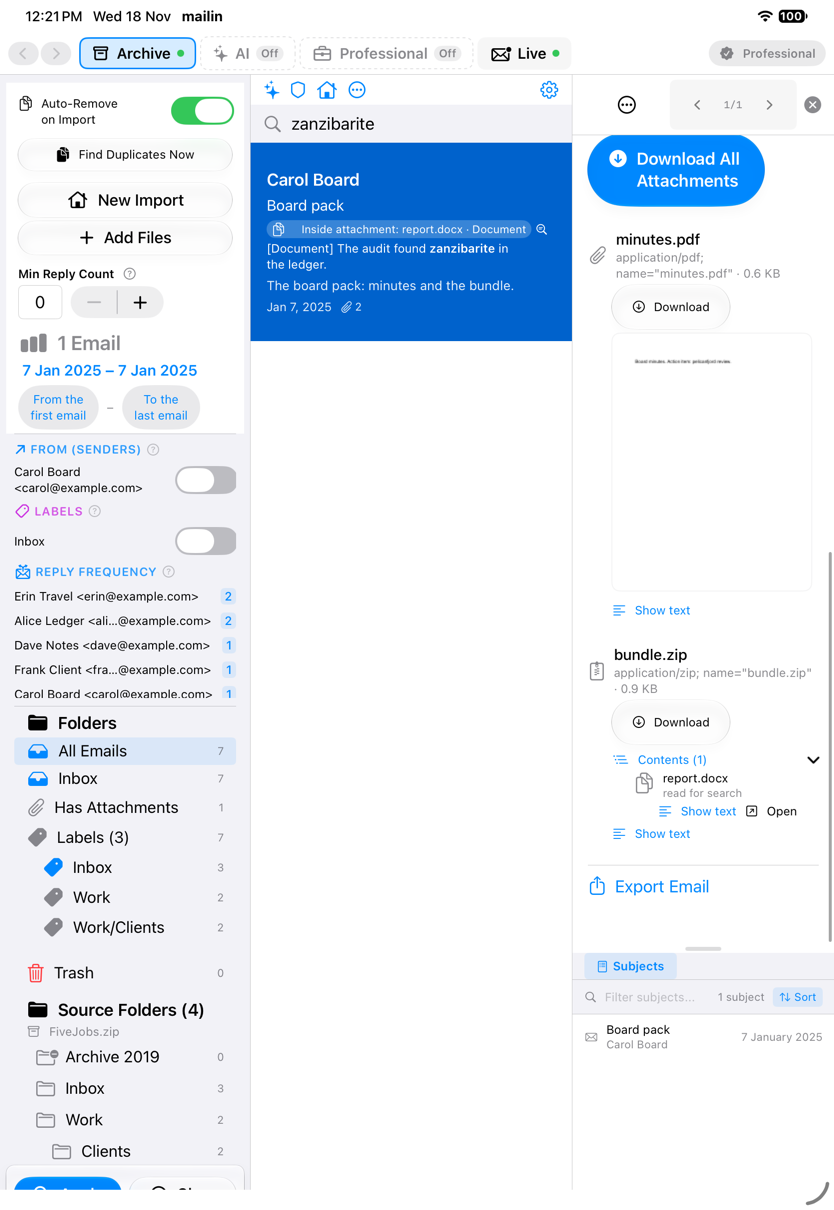 12:21 PM Wed 18 Nov mailin 100
Archive AI Off Professional Off Live Professional
Auto-Remove
on Import
Find Duplicates Now
New Import
Add Files
Min Reply Count ?
0
1 Email
7 Jan 2025 – 7 Jan 2025
From the
first email
–
To the
last email
FROM (SENDERS) ?
Carol Board
<carol@example.com>
LABELS ?
Inbox
REPLY FREQUENCY ?
Erin Travel <erin@example.com> 2
Alice Ledger <ali...@example.com> 2
Dave Notes <dave@example.com> 1
Frank Client <fra...@example.com> 1
Carol Board <carol@example.com> 1
Folders
All Emails 7
Inbox 7
Has Attachments 1
Labels (3) 7
Inbox 3
Work 2
Work/Clients 2
Trash 0
Source Folders (4)
FiveJobs.zip
Archive 2019 0
Inbox 3
Work 2
Clients 2
zanzibarite
Carol Board
Board pack
Inside attachment: report.docx · Document
[Document] The audit found zanzibarite in
the ledger.
The board pack: minutes and the bundle.
Jan 7, 2025 2
1/1
Download All
Attachments
minutes.pdf
application/pdf;
name="minutes.pdf" · 0.6 KB
Download
Show text
bundle.zip
application/zip; name="bundle.zip"
· 0.9 KB
Download
Contents (1)
report.docx
read for search
Show text Open
Show text
Export Email
Subjects
Filter subjects... 1 subject Sort
Board pack
Carol Board
7 January 2025